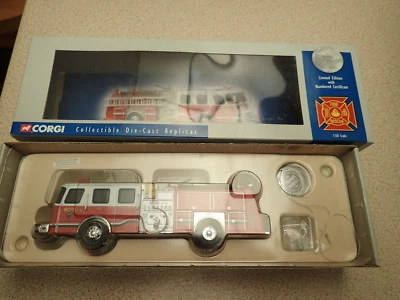 Limited Edition
with
Numbered Certificate
1:50 Scale
CORGI
Collectible Die-Cast Replicas